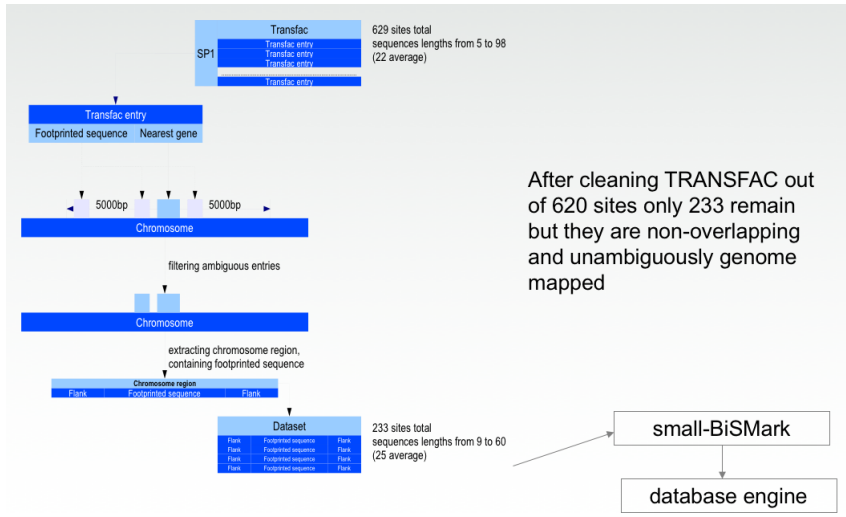 Transfac
SP1
Transfac entry
Transfac entry
Transfac entry
Transfac entry
629 sites total
sequences lengths from 5 to 98
(22 average)
Transfac entry
Footprinted sequence Nearest gene
5000bp 5000bp
Chromosome
After cleaning TRANSFAC out
of 620 sites only 233 remain
but they are non-overlapping
and unambiguously genome
mapped
filtering ambiguous entries
Chromosome
extracting chromosome region,
containing footprinted sequence
Chromosome region
Flank Footprinted sequence Flank
Dataset
Flank Footprinted sequence Flank
Flank Footprinted sequence Flank
Flank Footprinted sequence Flank
Flank Footprinted sequence Flank
233 sites total
sequences lengths from 9 to 60
(25 average)
small-BiSMark
database engine